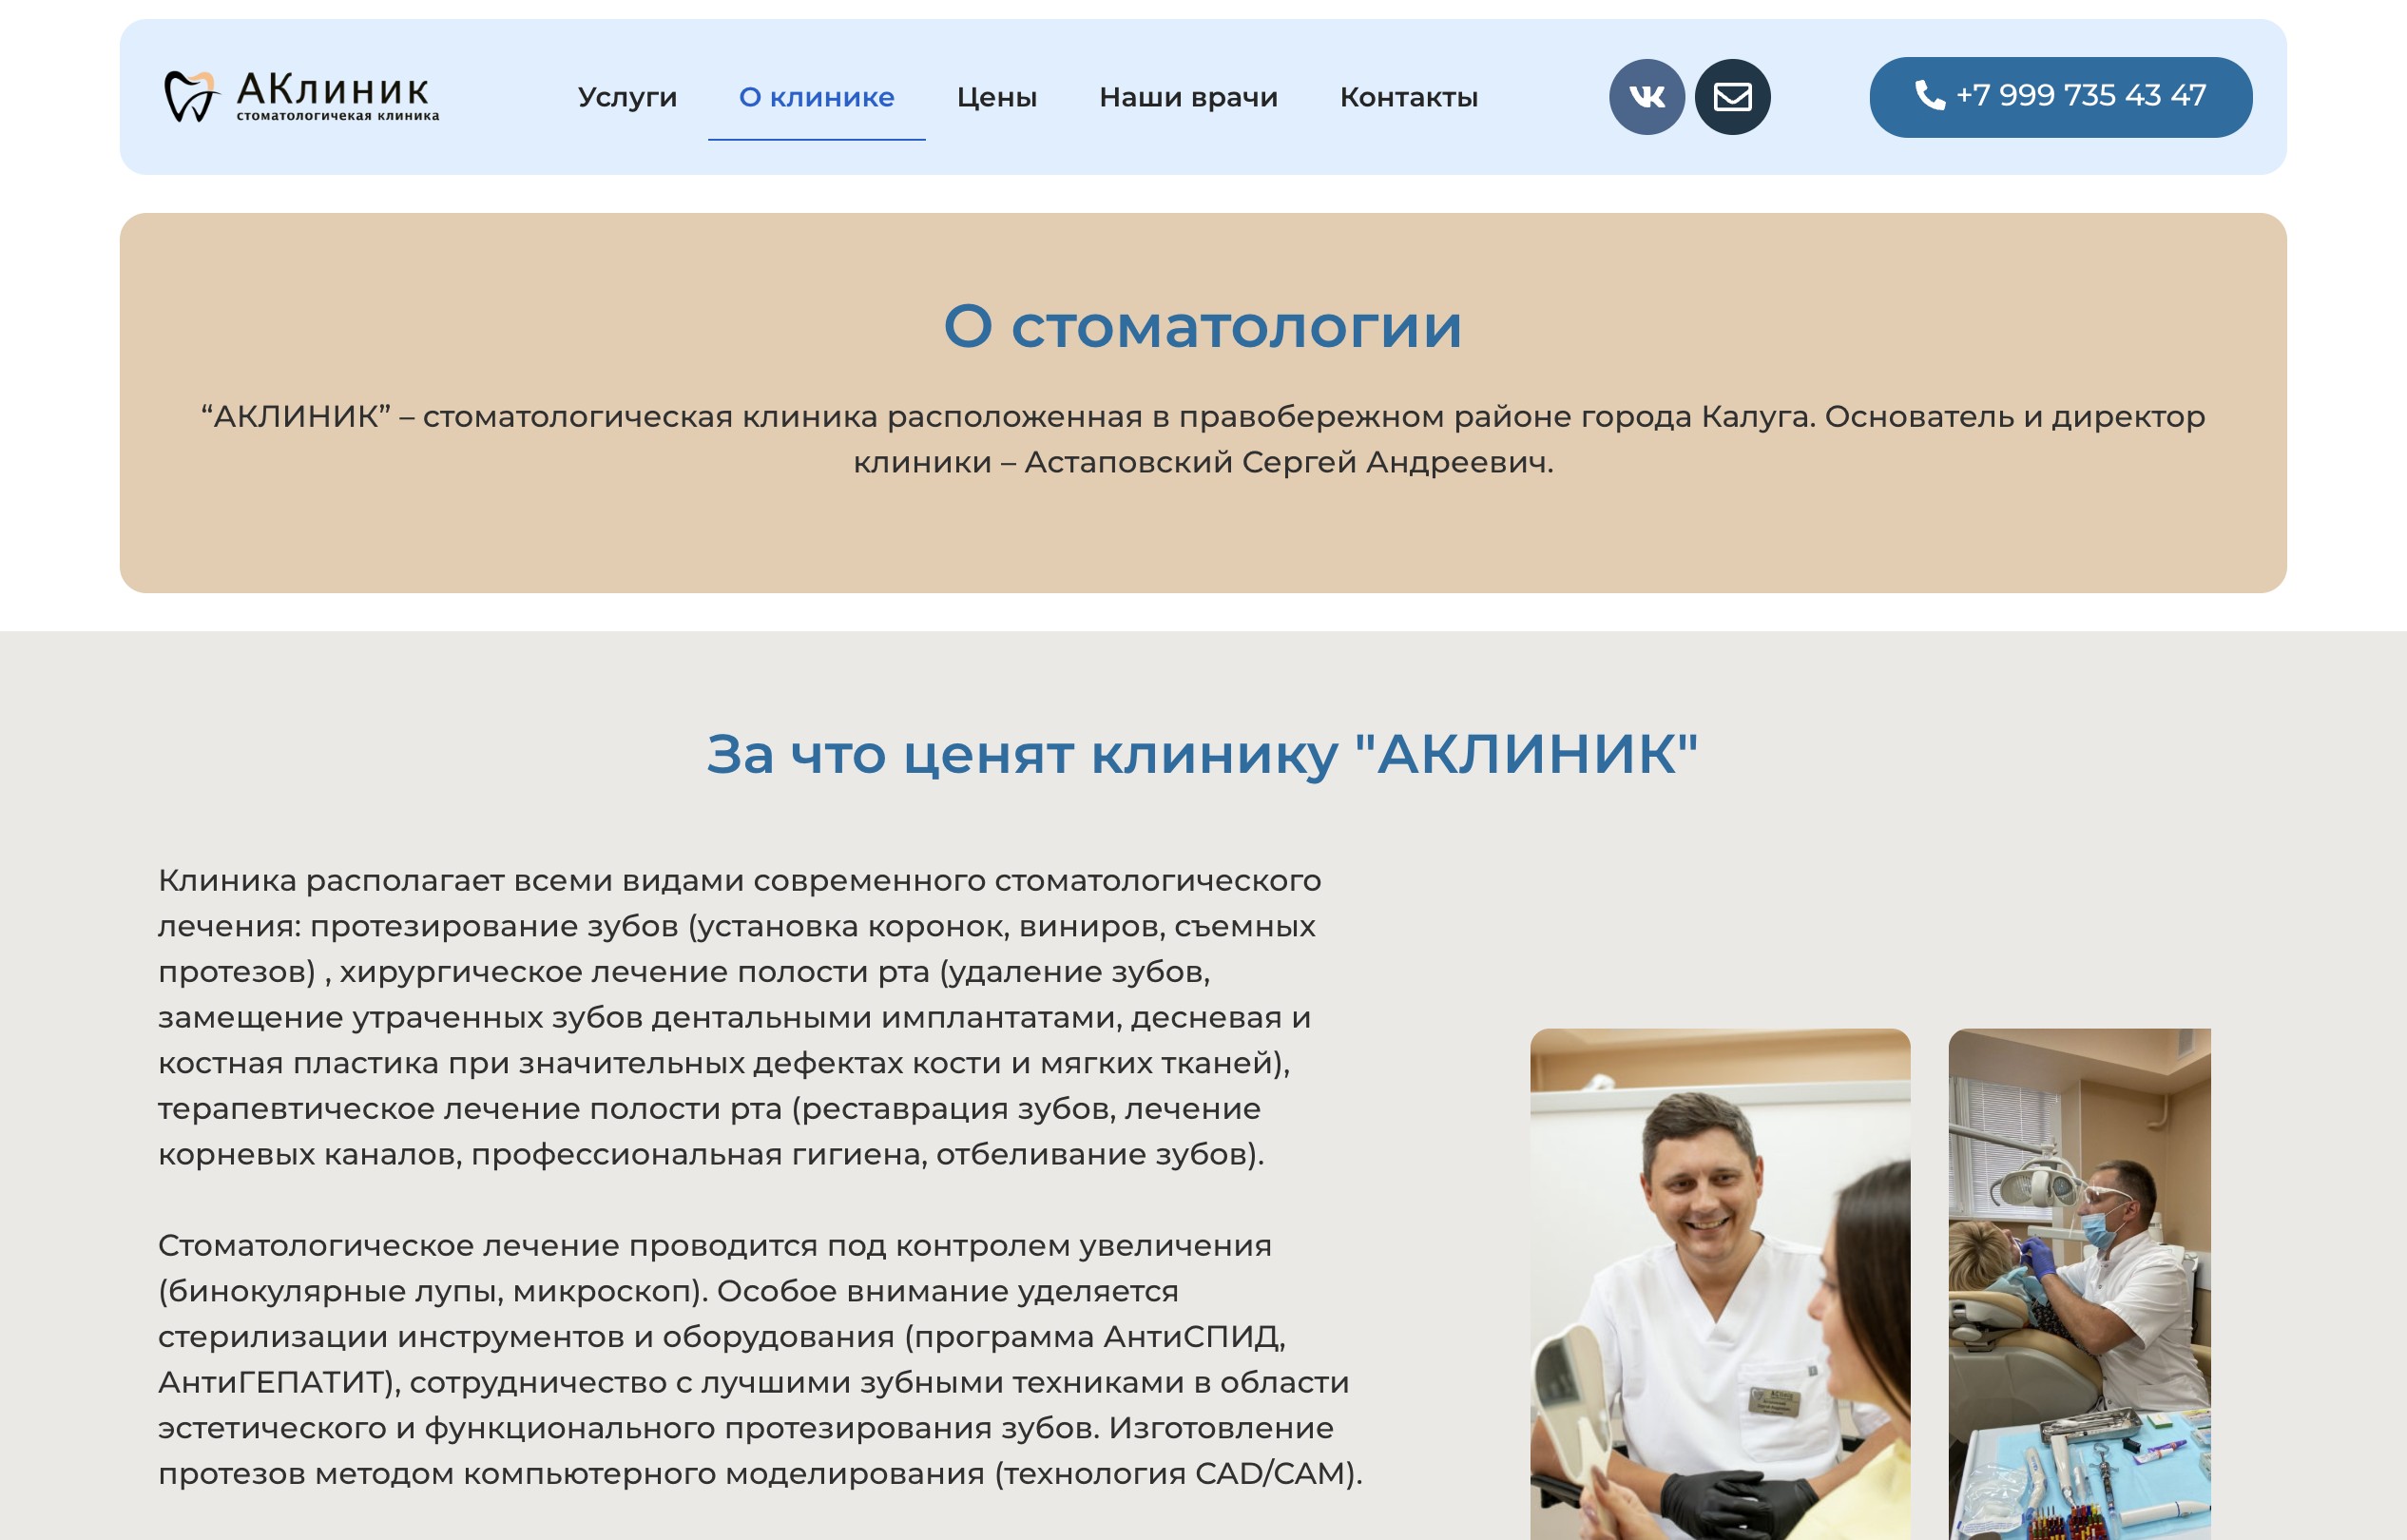 АКлиник
стоматологичекая клиника
Услуги
О клинике
Цены
Наши врачи
Контакты
+7 999 735 43 47
О стоматологии
“АКЛИНИК” – стоматологическая клиника расположенная в правобережном районе города Калуга. Основатель и директор
клиники – Астаповский Сергей Андреевич.
За что ценят клинику "АКЛИНИК"
Клиника располагает всеми видами современного стоматологического
лечения: протезирование зубов (установка коронок, виниров, съемных
протезов) , хирургическое лечение полости рта (удаление зубов,
замещение утраченных зубов дентальными имплантатами, десневая и
костная пластика при значительных дефектах кости и мягких тканей),
терапевтическое лечение полости рта (реставрация зубов, лечение
корневых каналов, профессиональная гигиена, отбеливание зубов).
Стоматологическое лечение проводится под контролем увеличения
(бинокулярные лупы, микроскоп). Особое внимание уделяется
стерилизации инструментов и оборудования (программа АнтиСПИД,
АнтиГЕПАТИТ), сотрудничество с лучшими зубными техниками в области
эстетического и функционального протезирования зубов. Изготовление
протезов методом компьютерного моделирования (технология CAD/CAM).